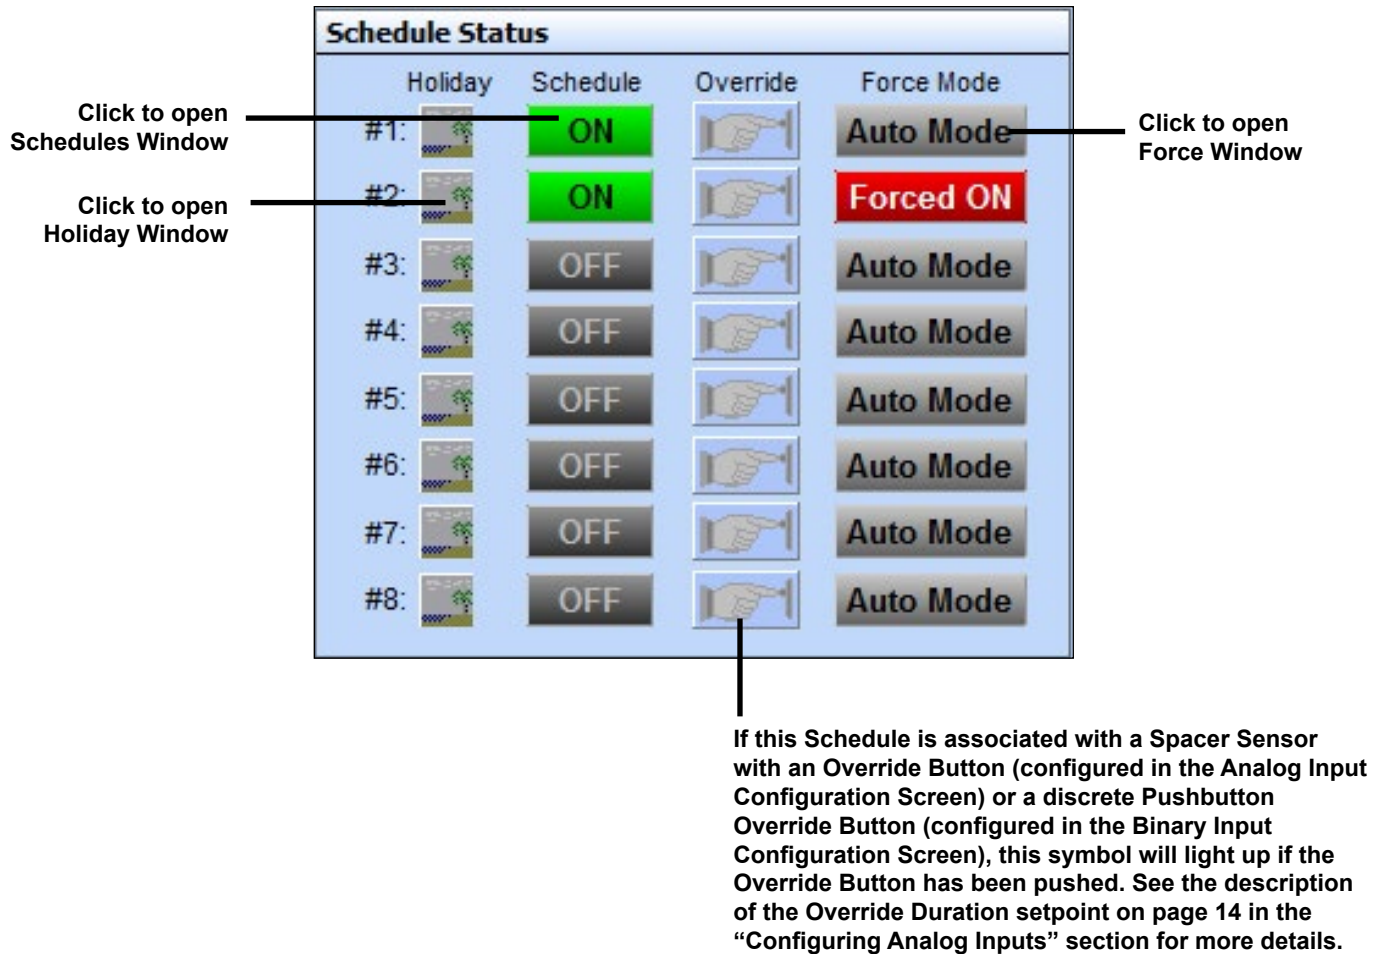 Schedule Status
Holiday Schedule Override Force Mode
Click to open
Schedules Window
#1: ON Auto Mode
Click to open
Force Window
Click to open
Holiday Window
#2: ON Forced ON
#3: OFF Auto Mode
#4: OFF Auto Mode
#5: OFF Auto Mode
#6: OFF Auto Mode
#7: OFF Auto Mode
#8: OFF Auto Mode
If this Schedule is associated with a Spacer Sensor
with an Override Button (configured in the Analog Input
Configuration Screen) or a discrete Pushbutton
Override Button (configured in the Binary Input
Configuration Screen), this symbol will light up if the
Override Button has been pushed. See the description
of the Override Duration setpoint on page 14 in the
“Configuring Analog Inputs” section for more details.